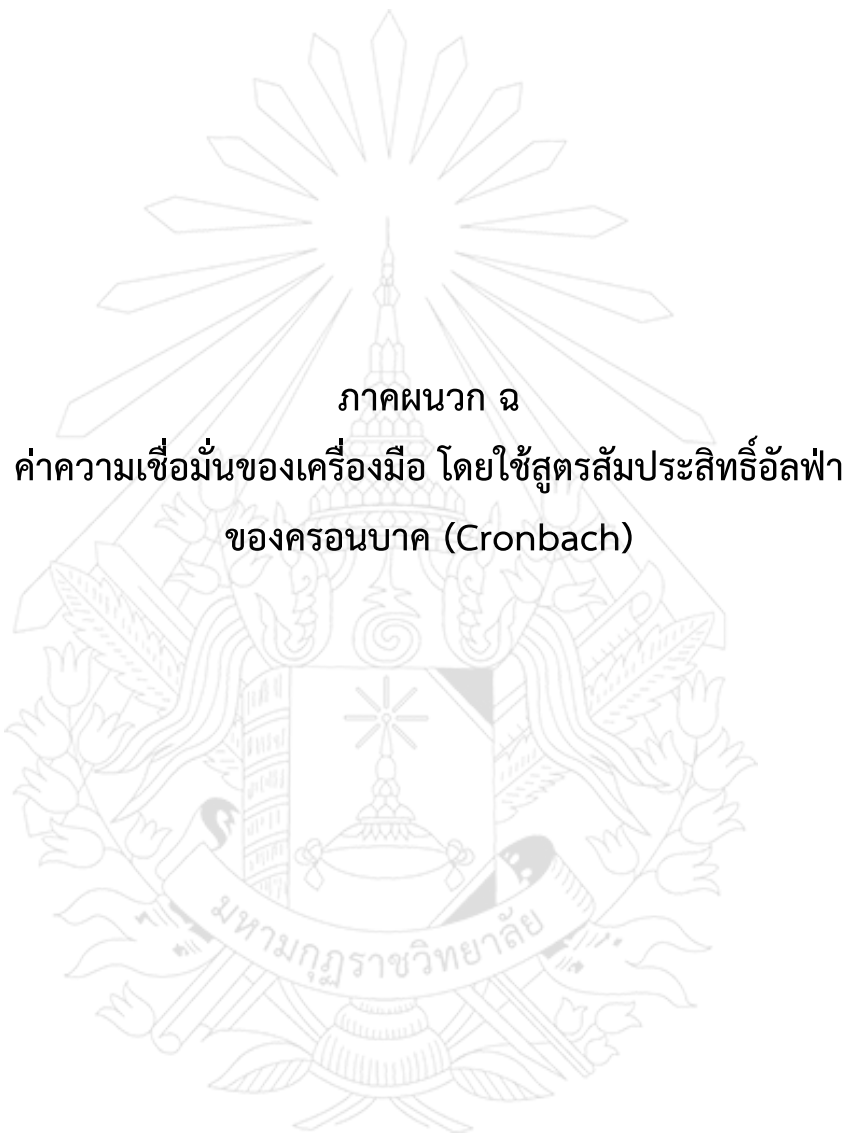 ภาคผนวก ฉ
ค่าความเชื่อมั่นของเครื่องมือ โดยใช้สูตรสัมประสิทธิ์อัลฟ่า
ของครอนบาค (Cronbach)
มหามกุฏราชวิทยาลัย